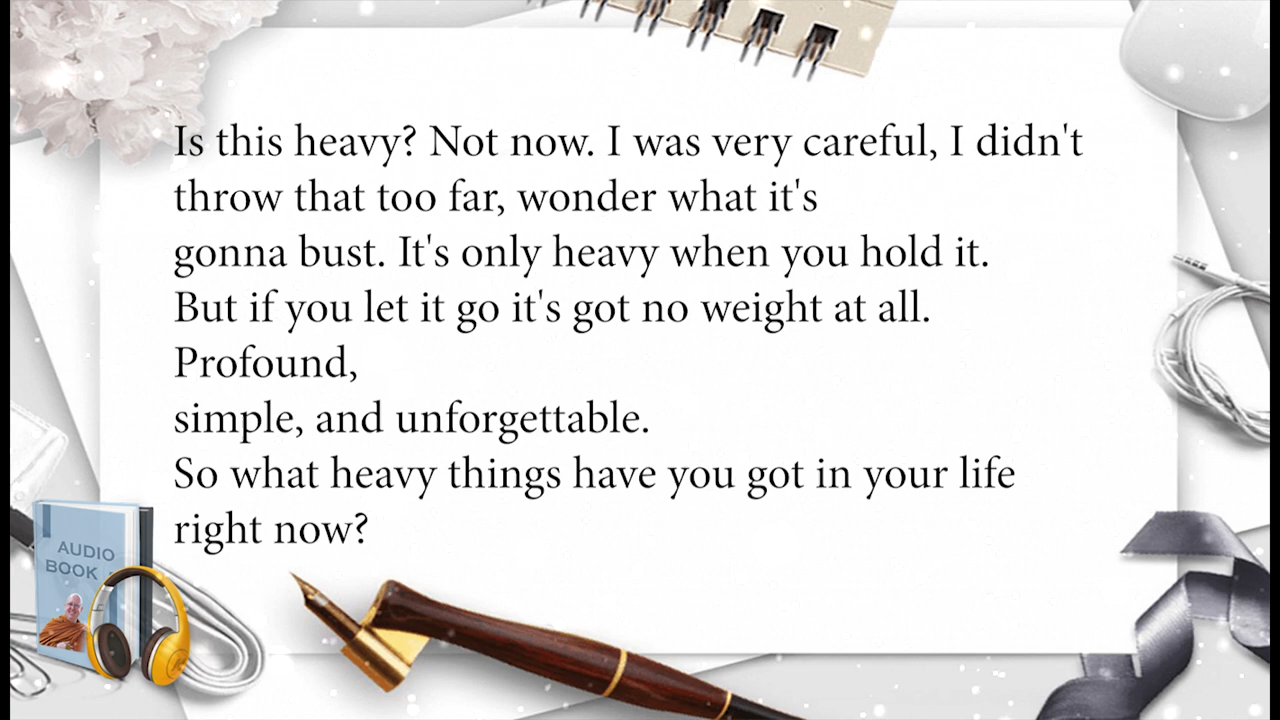 Is this heavy? Not now. I was very careful, I didn't
throw that too far, wonder what it's
gonna bust. It's only heavy when you hold it.
But if you let it go it's got no weight at all.
Profound,
simple, and unforgettable.
So what heavy things have you got in your life
right now?
AUDIO
BOOK